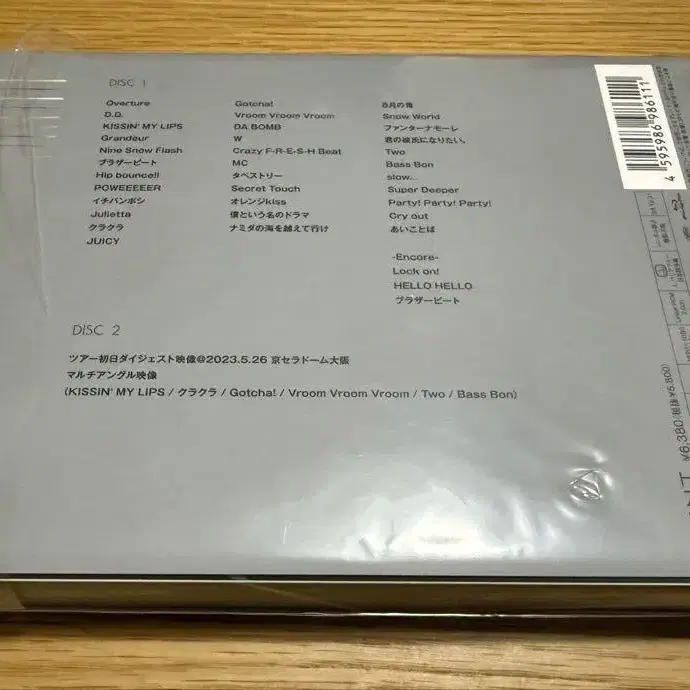 DISC 1
Overture
D.D.
KISSIN' MY LIPS
Grandeur
Nine Snow Flash
ブラザービート
Hip bounce!!
POWEEEEER
イチバンボシ
Julietta
クラクラ
JUICY
Gotcha!
Vroom Vroom Vroom
DA BOMB
W
Crazy F-R-E-S-H Beat
MC
タペストリー
Secret Touch
オレンジkiss
僕という名のドラマ
ナミダの海を越えて行け
8月の青
Snow World
ファンターナモーレ
君の彼氏になりたい。
Two
Bass Bon
slow...
Super Deeper
Party! Party! Party!
Cry out
あいことば
-Encore-
Lock on!
HELLO HELLO
ブラザービート
DISC 2
ツアー初日ダイジェスト映像@2023.5.26 京セラドーム大阪
マルチアングル映像
(KISSIN' MY LIPS / クラクラ / Gotcha! / Vroom Vroom Vroom / Two / Bass Bon)
4 595986 986111
¥6,380(税抜¥5,800)